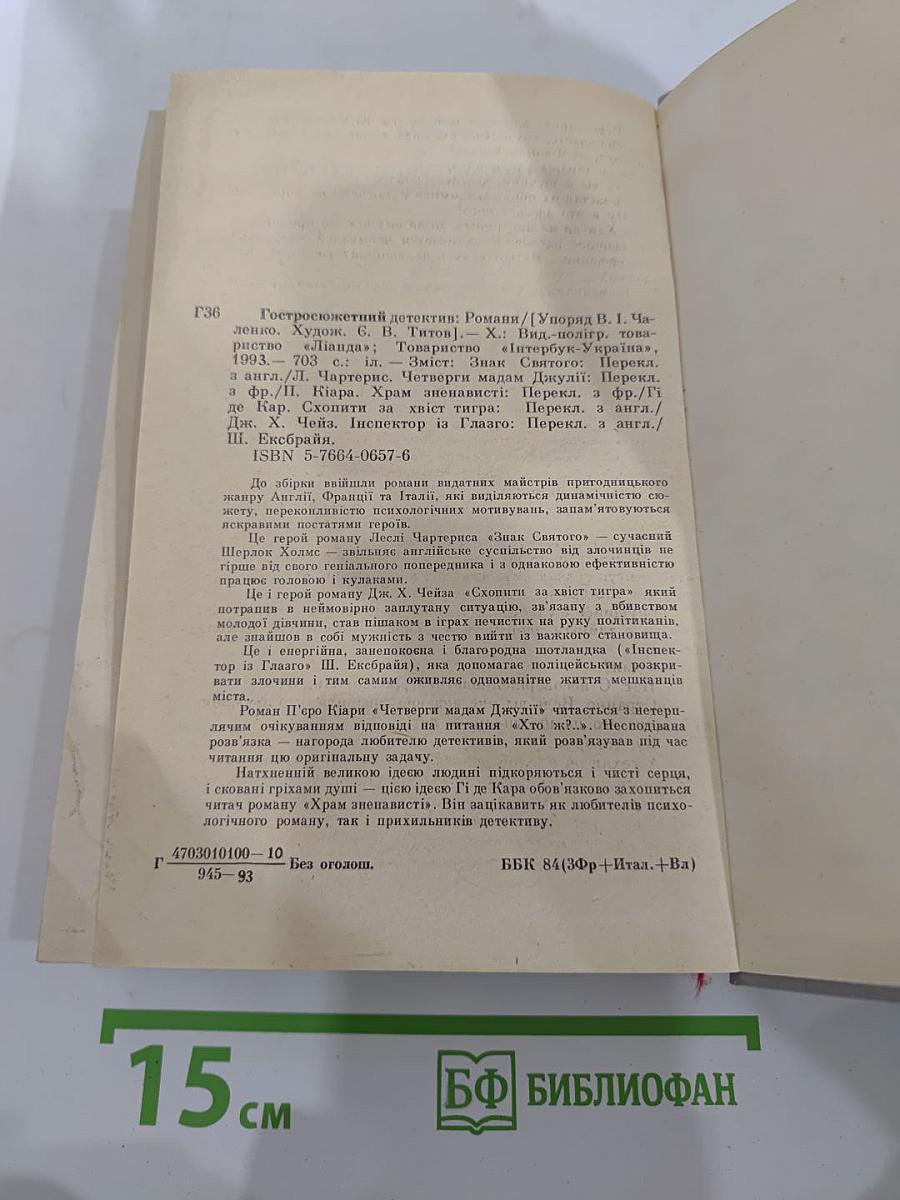 Г36 Гостросюжетний детектив: Романи/[Упоряд В. І. Ча-
ленко. Худож. Є. В. Титов].— Х.: Вид.-полігр. това-
риство «Ліанда»; Товариство «Інтербук-Україна»,
1993.— 703 с.: іл. — Зміст: Знак Святого: Перекл.
з англ./Л. Чартерис. Четверги мадам Джулії: Перекл.
з фр./П. Кіара. Храм зненависті: Перекл. з фр./Гі
де Кар. Схопити за хвіст тигра: Перекл. з англ./
Дж. Х. Чейз. Інспектор із Глазго: Перекл. з англ./
Ш. Ексбрайя.
ISBN 5-7664-0657-6
До збірки ввійшли романи видатних майстрів пригодницького
жанру Англії, Франції та Італії, які виділяються динамічністю сю-
жету, переконливістю психологічних мотивувань, запам'ятовуються
яскравими постатями героїв.
Це герой роману Леслі Чартериса «Знак Святого» — сучасний
Шерлок Холмс — звільняє англійське суспільство від злочинців не
гірше від свого геніального попередника і з однаковою ефективністю
працює головою і кулаками.
Це і герой роману Дж. Х. Чейза «Схопити за хвіст тигра» який
потрапив в неймовірно заплутану ситуацію, зв'язану з вбивством
молодої дівчини, став пішаком в іграх нечистих на руку політиканів,
але знайшов в собі мужність з честю вийти із важкого становища.
Це і енергійна, занепокоєна і благородна шотландка («Інспек-
тор із Глазго» Ш. Ексбрайя), яка допомагає поліцейським розкри-
вати злочини і тим самим оживляє одноманітне життя мешканців
міста.
Роман П'єро Кіари «Четверги мадам Джулії» читається з нетерп-
лячим очікуванням відповіді на питання «Хто ж?..». Несподівана
розв'язка — нагорода любителю детективів, який розв'язував під час
читання цю оригінальну задачу.
Натхненній великою ідеєю людині підкоряються і чисті серця,
і сковані гріхами душі — цією ідеєю Гі де Кара обов'язково захопиться
читач роману «Храм зненависті». Він зацікавить як любителів психо-
логічного роману, так і прихильників детективу.
Г 4703010100—10 Без оголош. ББК 84(3Фр+Итал.+Вл)
945—93
15 см
БФ БИБЛИОФАН